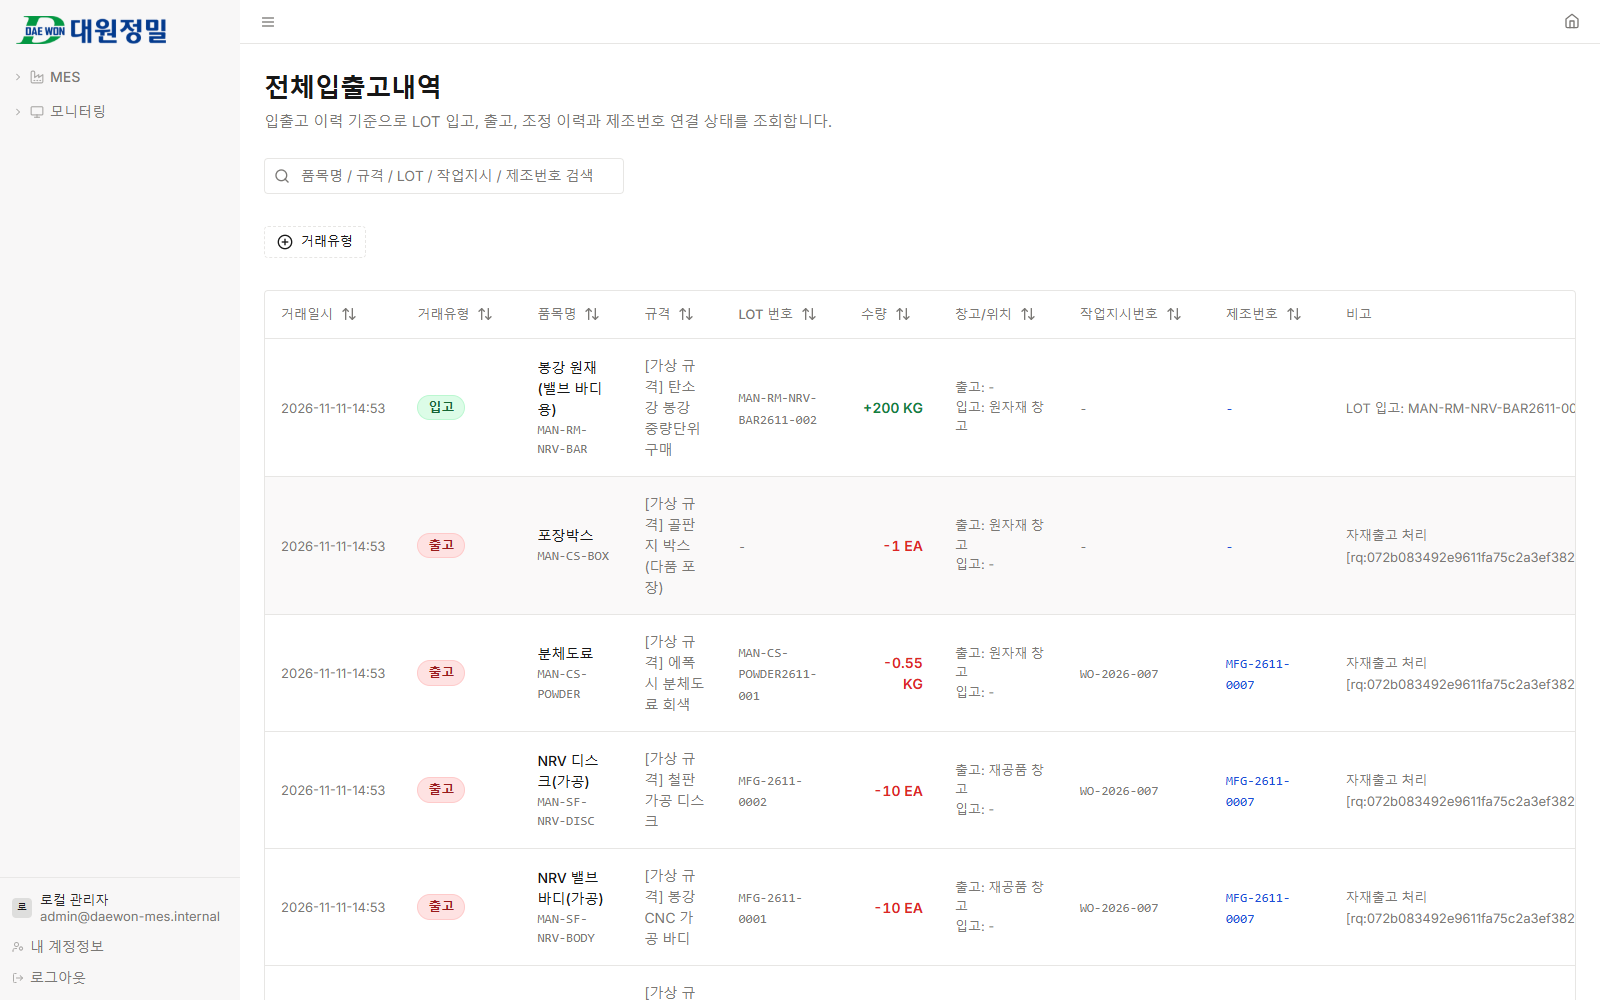 DAE WON 대원정밀
MES
모니터링
전체입출고내역
입출고 이력 기준으로 LOT 입고, 출고, 조정 이력과 제조번호 연결 상태를 조회합니다.
품목명 / 규격 / LOT / 작업지시 / 제조번호 검색
거래유형
거래일시 거래유형 품목명 규격 LOT 번호 수량 창고/위치 작업지시번호 제조번호 비고
2026-11-11-14:53
입고
봉강 원재
(밸브 바디
용)
MAN-RM-
NRV-BAR
[가상 규
격] 탄소
강 봉강
중량단위
구매
MAN-RM-NRV-
BAR2611-002
+200 KG
출고: -
입고: 원자재 창
고
-
-
LOT 입고: MAN-RM-NRV-BAR2611-00
2026-11-11-14:53
출고
포장박스
MAN-CS-BOX
[가상 규
격] 골판
지 박스
(다품 포
장)
-
-1 EA
출고: 원자재 창
고
입고: -
-
-
자재출고 처리
[rq:072b083492e9611fa75c2a3ef382
2026-11-11-14:53
출고
분체도료
MAN-CS-
POWDER
[가상 규
격] 에폭
시 분체도
료 회색
MAN-CS-
POWDER2611-
001
-0.55
KG
출고: 원자재 창
고
입고: -
WO-2026-007
MFG-2611-
0007
자재출고 처리
[rq:072b083492e9611fa75c2a3ef382
2026-11-11-14:53
출고
NRV 디스
크(가공)
MAN-SF-
NRV-DISC
[가상 규
격] 철판
가공 디스
크
MFG-2611-
0002
-10 EA
출고: 재공품 창
고
입고: -
WO-2026-007
MFG-2611-
0007
자재출고 처리
[rq:072b083492e9611fa75c2a3ef382
2026-11-11-14:53
출고
NRV 밸브
바디(가공)
MAN-SF-
NRV-BODY
[가상 규
격] 봉강
CNC 가
공 바디
MFG-2611-
0001
-10 EA
출고: 재공품 창
고
입고: -
WO-2026-007
MFG-2611-
0007
자재출고 처리
[rq:072b083492e9611fa75c2a3ef382
[가상 규
로
로컬 관리자
admin@daewon-mes.internal
내 계정정보
로그아웃